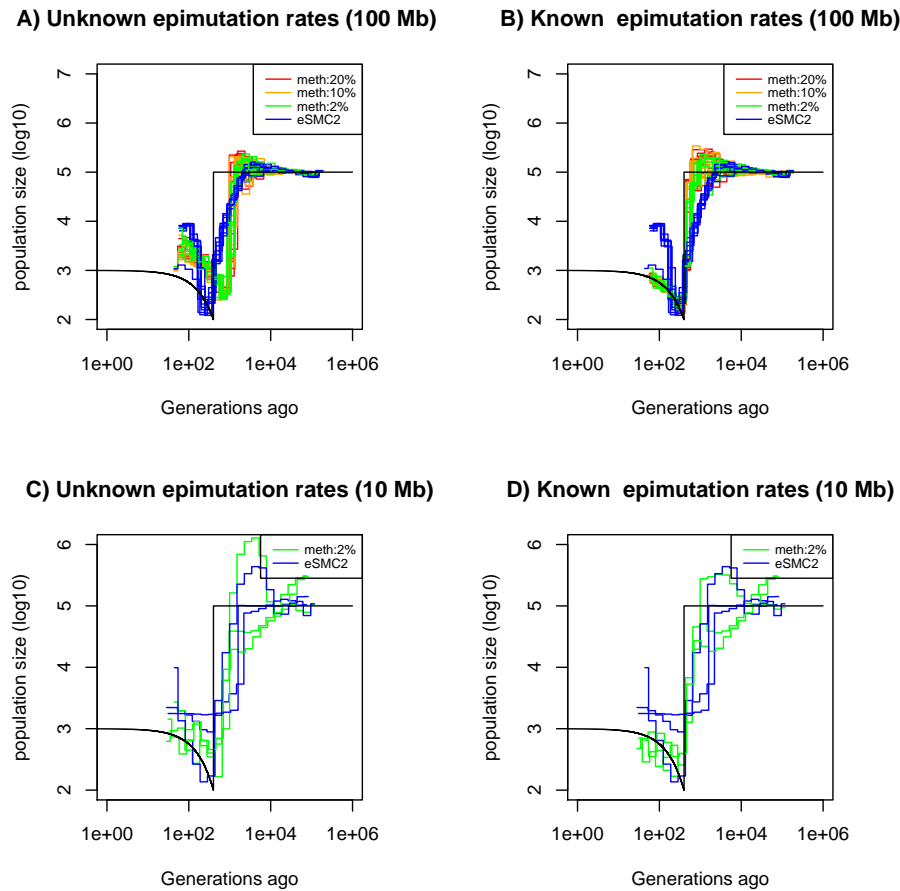 A) Unknown epimutation rates (100 Mb)
population size (log10)
7
6
5
4
3
2
meth:20%
meth:10%
meth:2%
eSMC2
1e+00 1e+02 1e+04 1e+06
Generations ago
B) Known epimutation rates (100 Mb)
population size (log10)
7
6
5
4
3
2
meth:20%
meth:10%
meth:2%
eSMC2
1e+00 1e+02 1e+04 1e+06
Generations ago
C) Unknown epimutation rates (10 Mb)
population size (log10)
6
5
4
3
2
meth:2%
eSMC2
1e+00 1e+02 1e+04 1e+06
Generations ago
D) Known epimutation rates (10 Mb)
population size (log10)
6
5
4
3
2
meth:2%
eSMC2
1e+00 1e+02 1e+04 1e+06
Generations ago